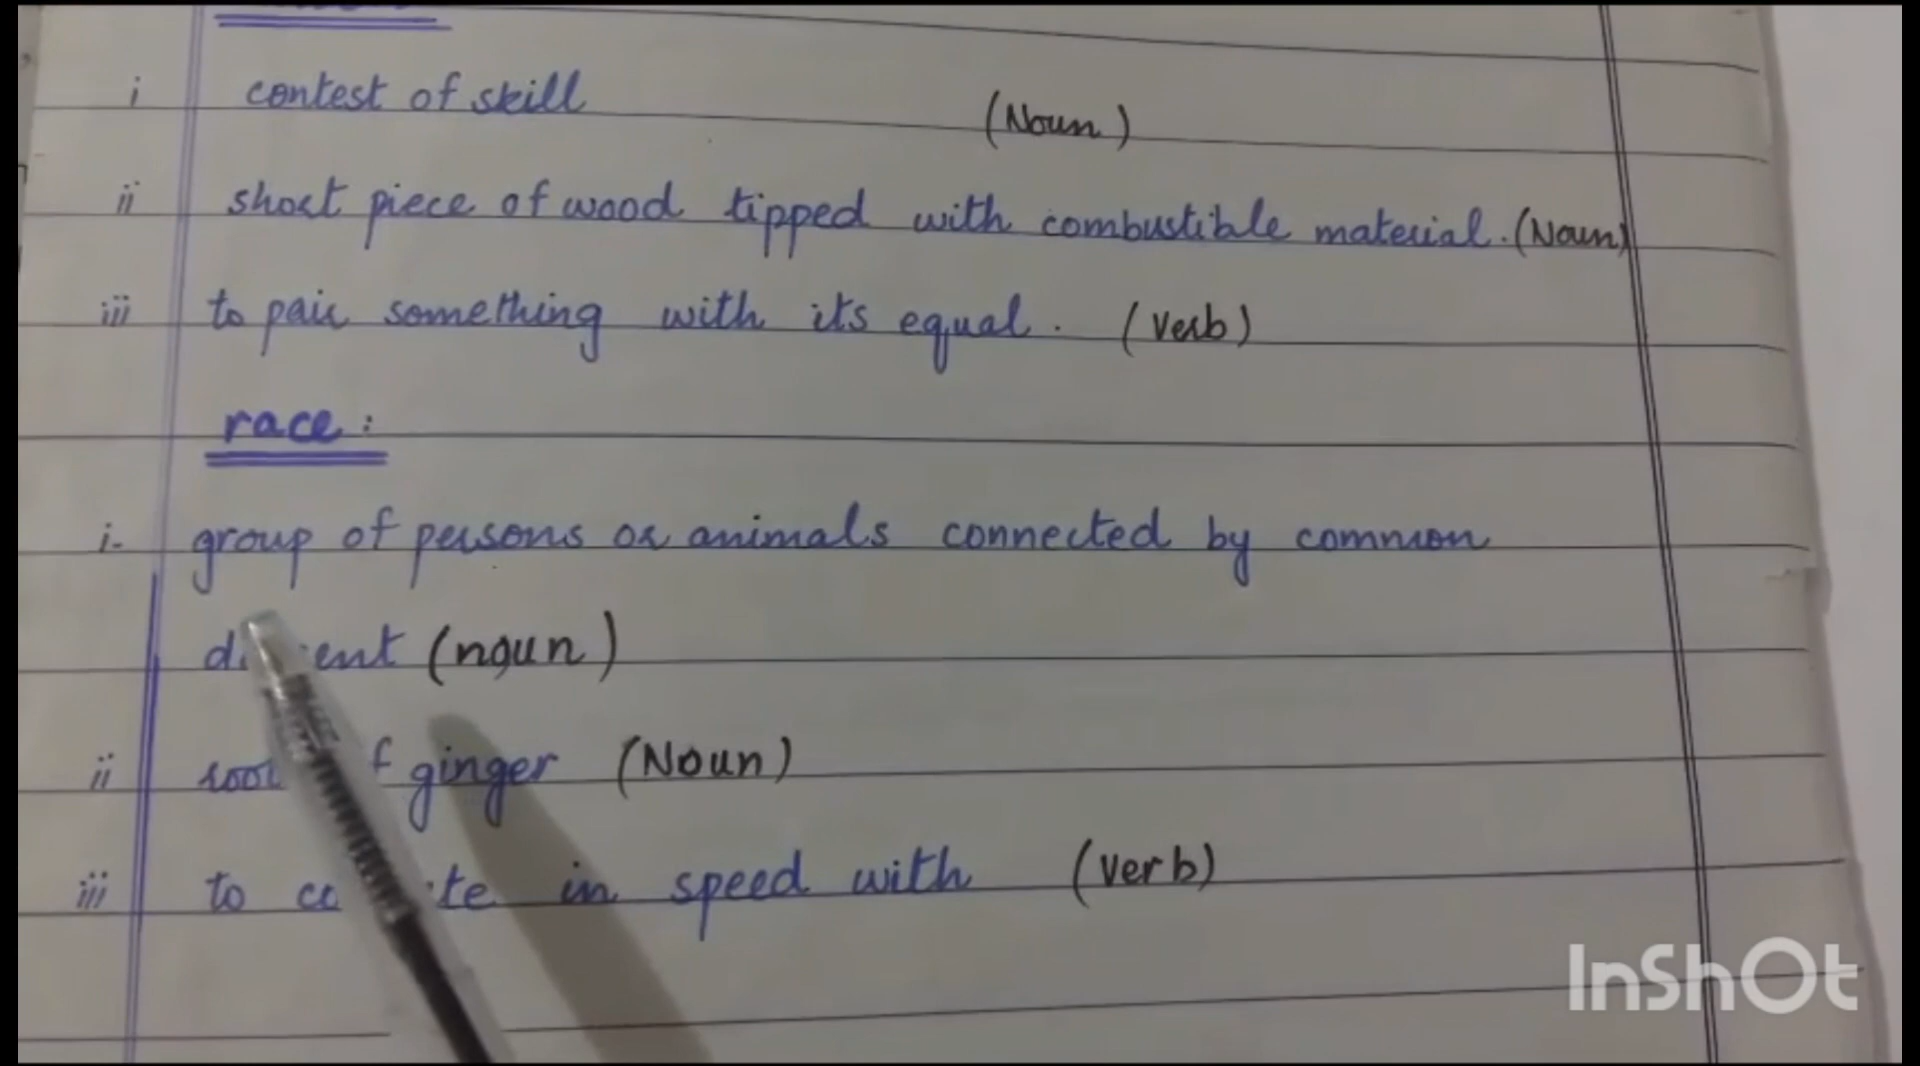 i contest of skill (Noun)
ii short piece of wood tipped with combustible material. (Noun)
iii to pair something with its equal. (Verb)
race:
i- group of persons or animals connected by common
(noun)
ii ginger (Noun)
iii to in speed with (verb)
InShOt